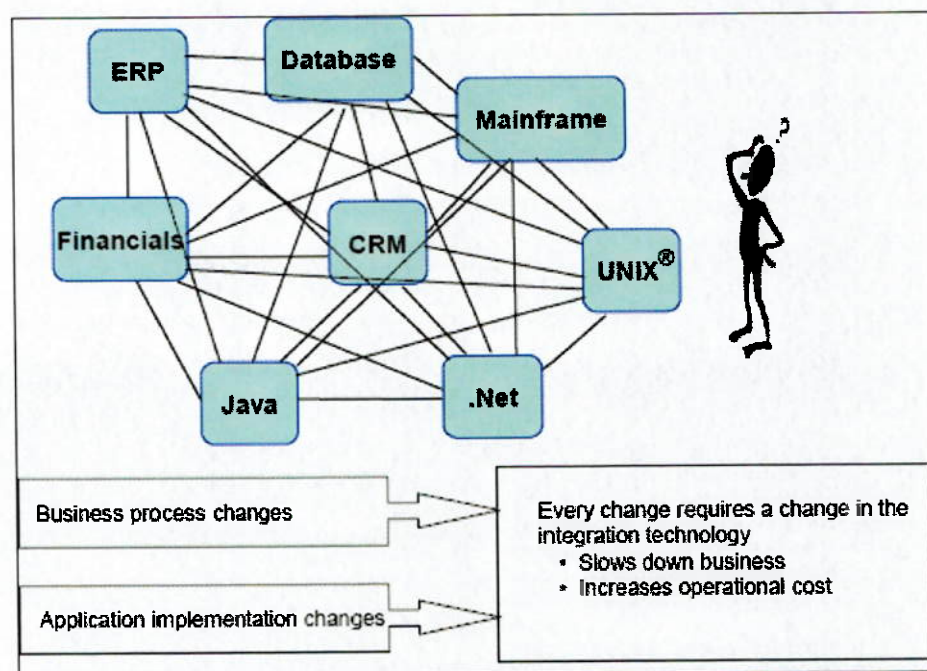 ERP
Database
Mainframe
?
Financials
CRM
UNIX®
Java
.Net
Business process changes
Application implementation changes
Every change requires a change in the
integration technology
• Slows down business
• Increases operational cost